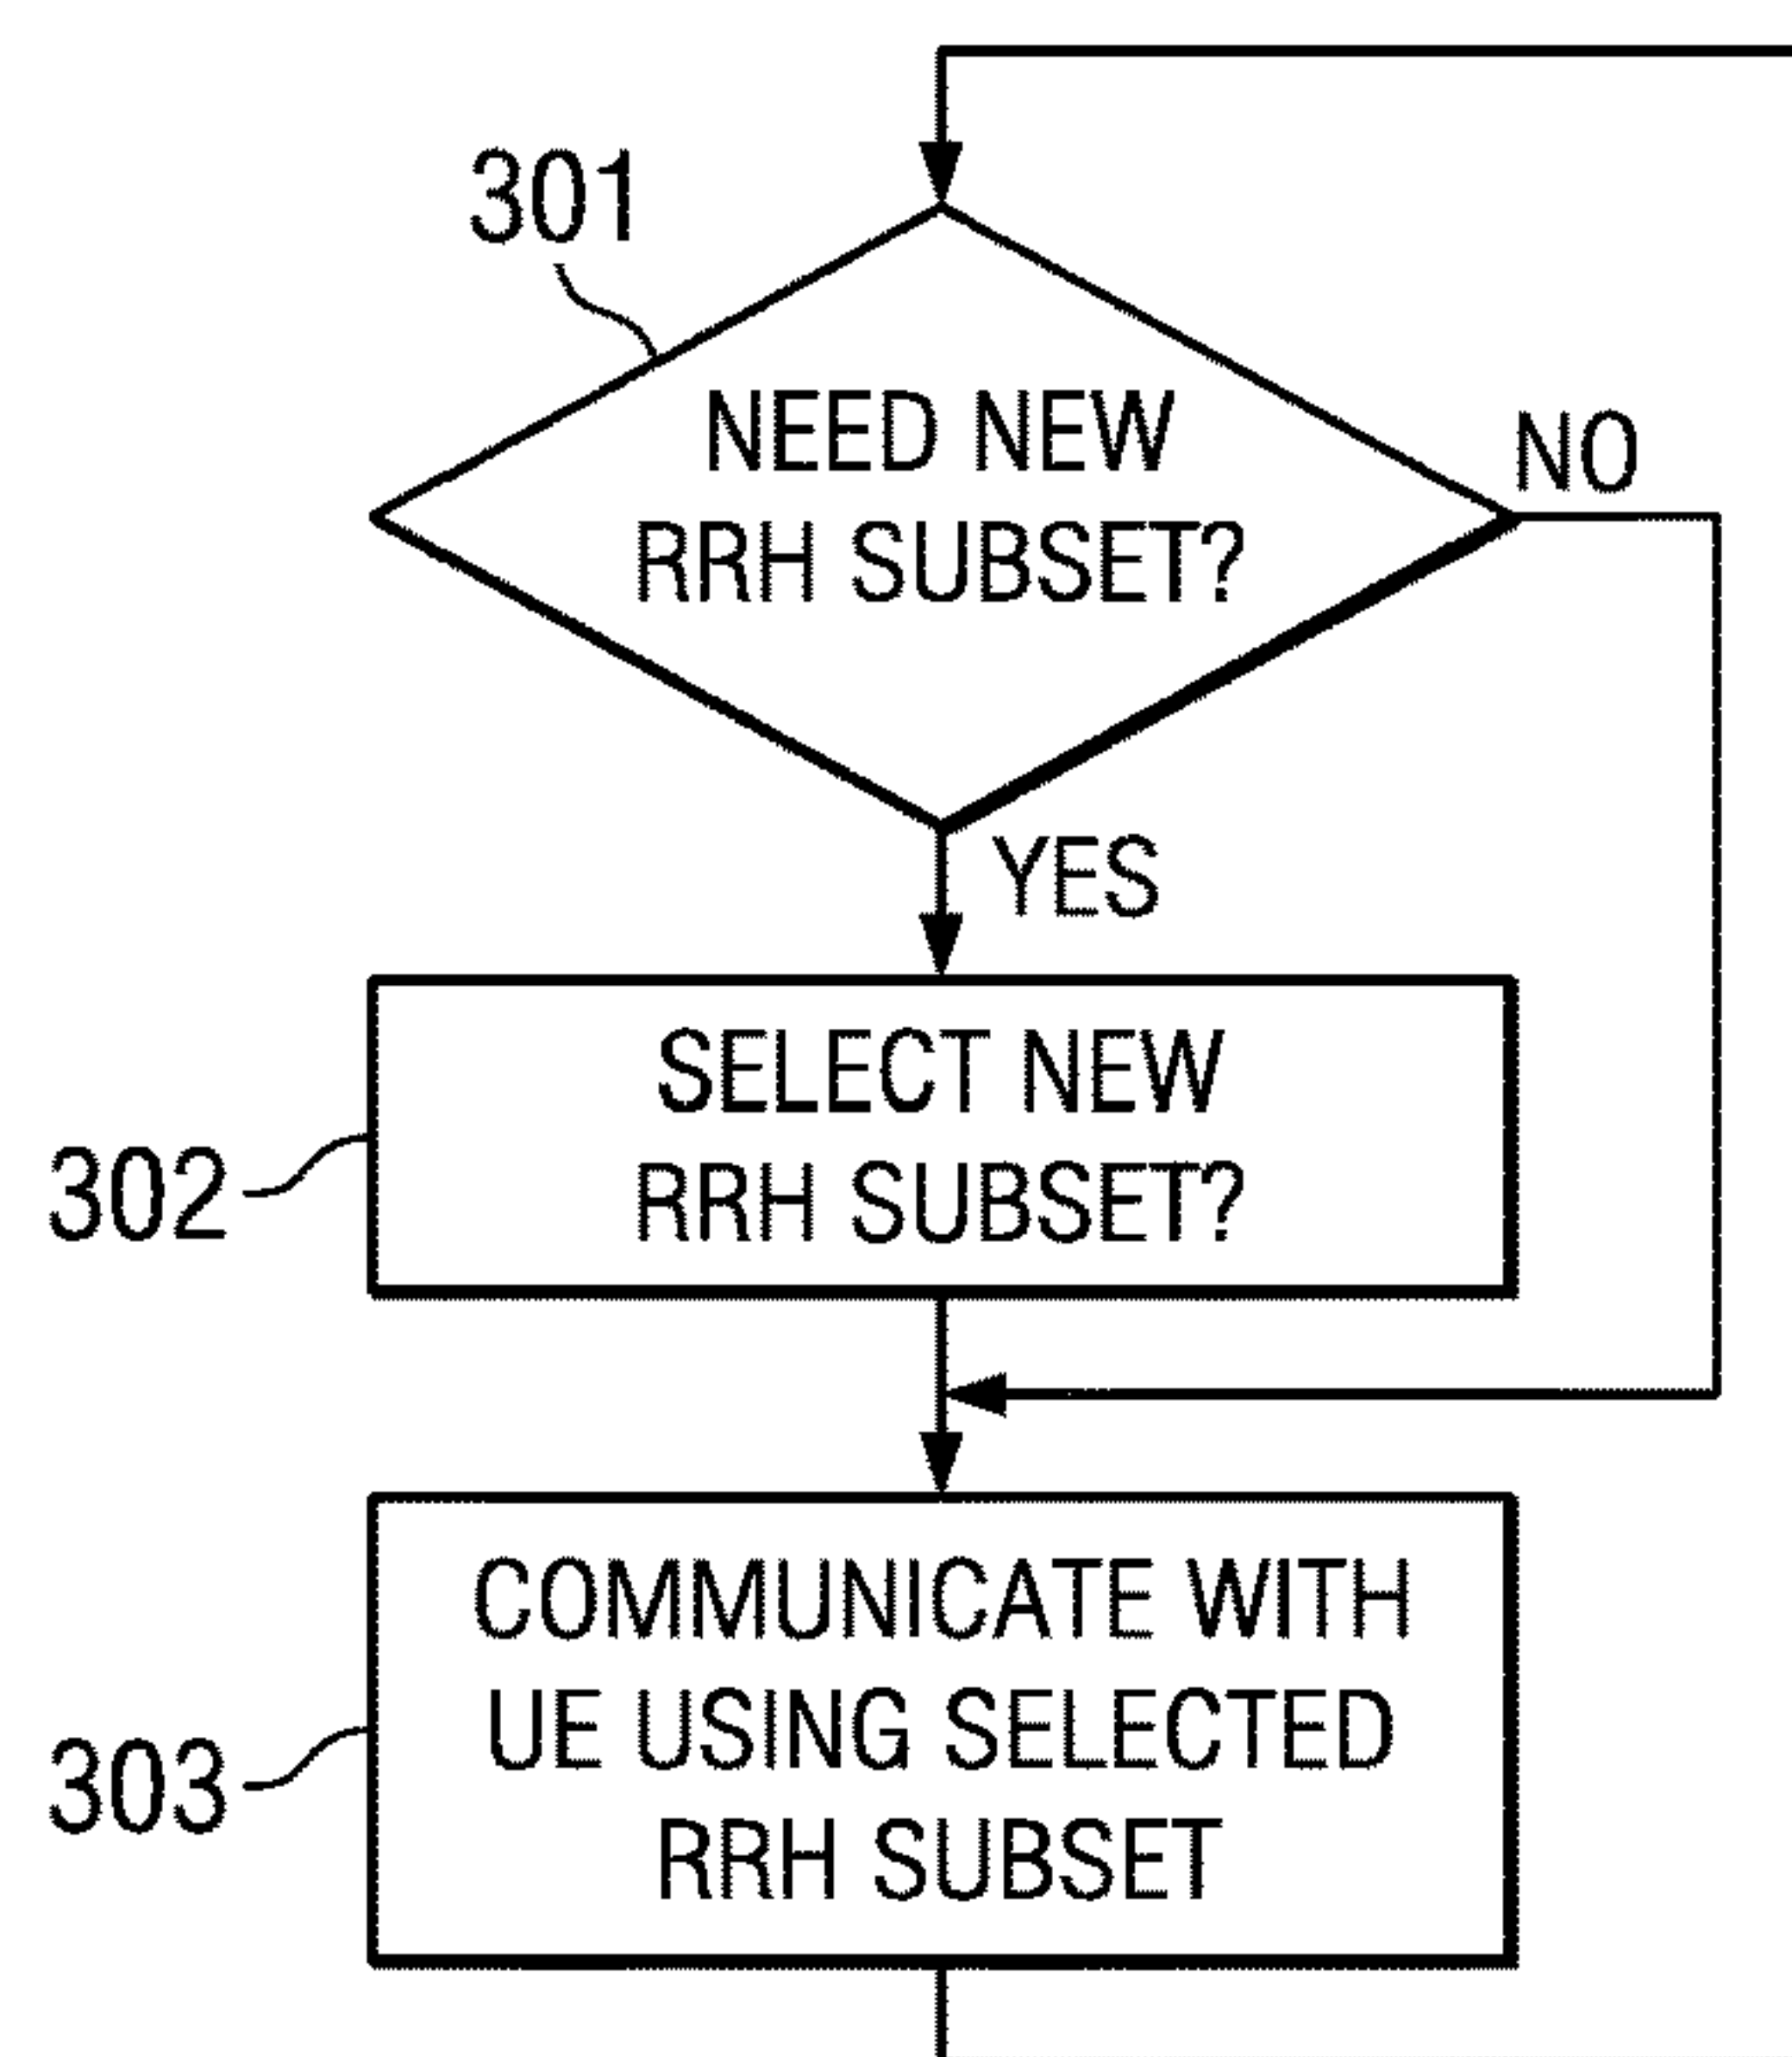 301
NEED NEW
RRH SUBSET?
NO
YES
SELECT NEW
RRH SUBSET?
302
COMMUNICATE WITH
UE USING SELECTED
RRH SUBSET
303